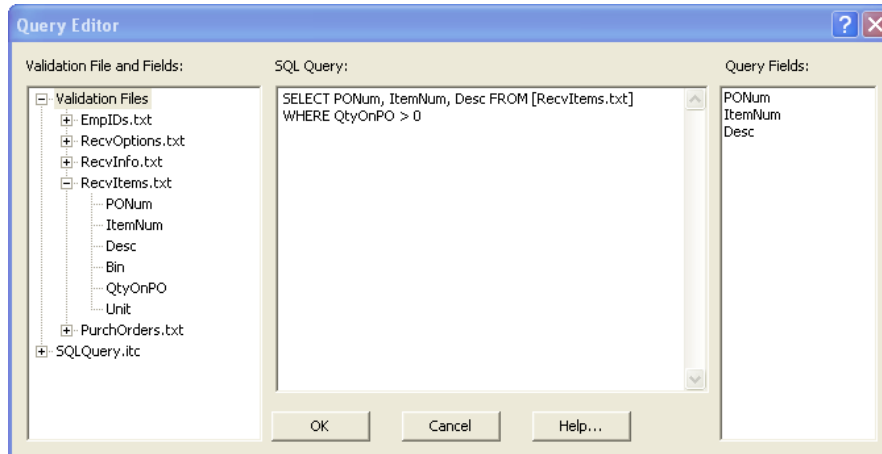 Query Editor
Validation File and Fields:
Validation Files
EmpIDs.txt
RecvOptions.txt
RecvInfo.txt
RecvItems.txt
PONum
ItemNum
Desc
Bin
QtyOnPO
Unit
PurchOrders.txt
SQLQuery.itc
SQL Query:
SELECT PONum, ItemNum, Desc FROM [RecvItems.txt]
WHERE QtyOnPO > 0
Query Fields:
PONum
ItemNum
Desc
OK
Cancel
Help...